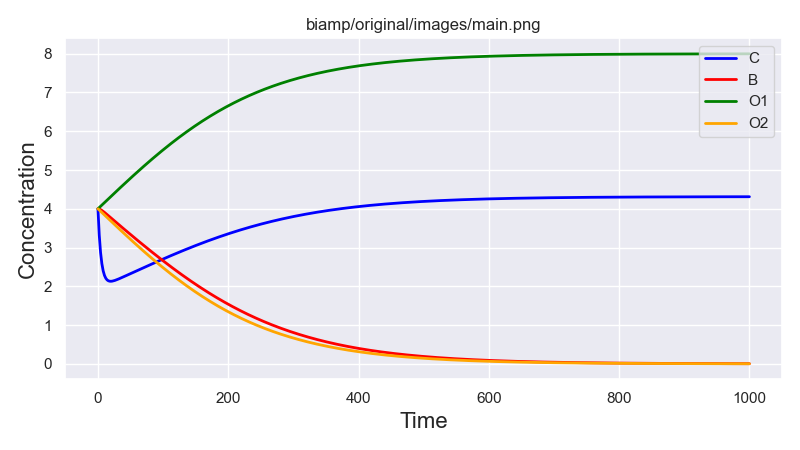 biamp/original/images/main.png
8
7
6
5
4
3
2
1
0
Concentration
C
B
O1
O2
0 200 400 600 800 1000
Time